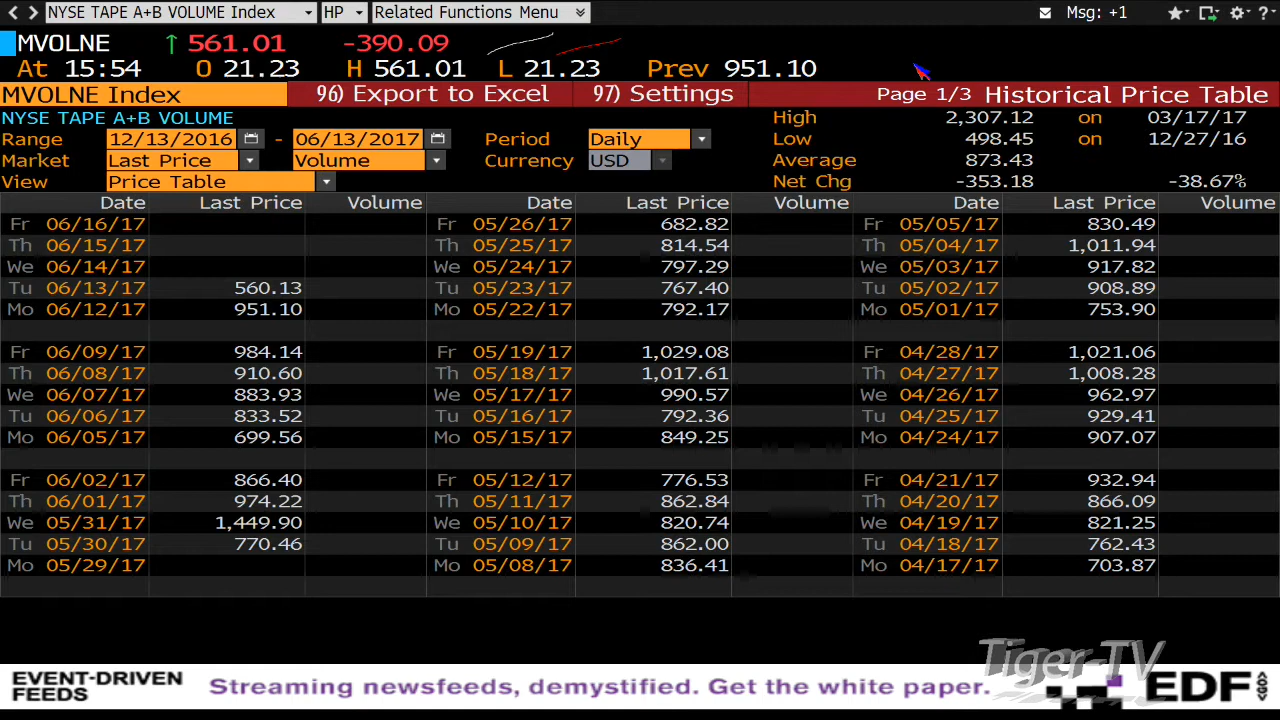 NYSE TAPE A+B VOLUME Index HP Related Functions Menu Msg: +1
MVOLNE ↑ 561.01 -390.09
At 15:54 O 21.23 H 561.01 L 21.23 Prev 951.10
MVOLNE Index 96) Export to Excel 97) Settings Page 1/3 Historical Price Table
NYSE TAPE A+B VOLUME High 2,307.12 on 03/17/17
Range 12/13/2016 - 06/13/2017 Period Daily Low 498.45 on 12/27/16
Market Last Price Volume Currency USD Average 873.43
View Price Table Net Chg -353.18 -38.67%
Date Last Price Volume Date Last Price Volume Date Last Price Volume
Fr 06/16/17 Fr 05/26/17 682.82 Fr 05/05/17 830.49
Th 06/15/17 Th 05/25/17 814.54 Th 05/04/17 1,011.94
We 06/14/17 We 05/24/17 797.29 We 05/03/17 917.82
Tu 06/13/17 560.13 Tu 05/23/17 767.40 Tu 05/02/17 908.89
Mo 06/12/17 951.10 Mo 05/22/17 792.17 Mo 05/01/17 753.90
Fr 06/09/17 984.14 Fr 05/19/17 1,029.08 Fr 04/28/17 1,021.06
Th 06/08/17 910.60 Th 05/18/17 1,017.61 Th 04/27/17 1,008.28
We 06/07/17 883.93 We 05/17/17 990.57 We 04/26/17 962.97
Tu 06/06/17 833.52 Tu 05/16/17 792.36 Tu 04/25/17 929.41
Mo 06/05/17 699.56 Mo 05/15/17 849.25 Mo 04/24/17 907.07
Fr 06/02/17 866.40 Fr 05/12/17 776.53 Fr 04/21/17 932.94
Th 06/01/17 974.22 Th 05/11/17 862.84 Th 04/20/17 866.09
We 05/31/17 1,449.90 We 05/10/17 820.74 We 04/19/17 821.25
Tu 05/30/17 770.46 Tu 05/09/17 862.00 Tu 04/18/17 762.43
Mo 05/29/17 Mo 05/08/17 836.41 Mo 04/17/17 703.87
Tiger-TV
EVENT-DRIVEN
FEEDS
Streaming newsfeeds, demystified. Get the white paper.
EDF